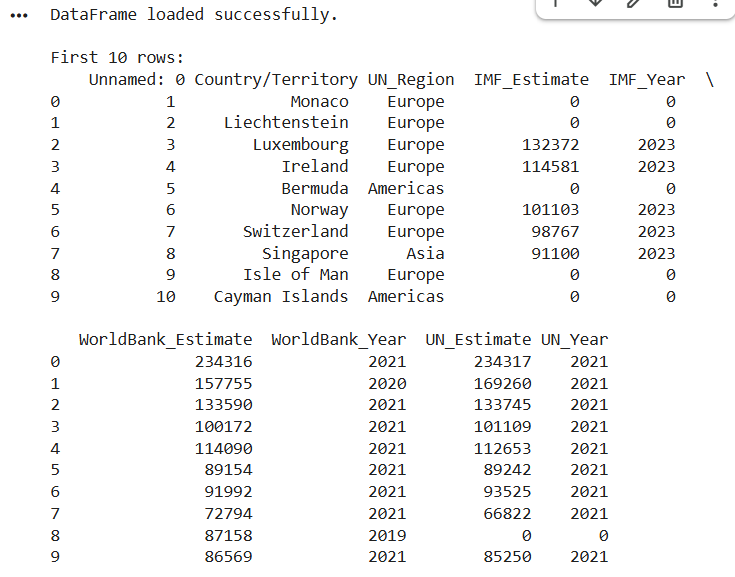 DataFrame loaded successfully.
First 10 rows:
Unnamed: 0 Country/Territory UN_Region IMF_Estimate IMF_Year \
0 1 Monaco Europe 0 0
1 2 Liechtenstein Europe 0 0
2 3 Luxembourg Europe 132372 2023
3 4 Ireland Europe 114581 2023
4 5 Bermuda Americas 0 0
5 6 Norway Europe 101103 2023
6 7 Switzerland Europe 98767 2023
7 8 Singapore Asia 91100 2023
8 9 Isle of Man Europe 0 0
9 10 Cayman Islands Americas 0 0
WorldBank_Estimate WorldBank_Year UN_Estimate UN_Year
0 234316 2021 234317 2021
1 157755 2020 169260 2021
2 133590 2021 133745 2021
3 100172 2021 101109 2021
4 114090 2021 112653 2021
5 89154 2021 89242 2021
6 91992 2021 93525 2021
7 72794 2021 66822 2021
8 87158 2019 0 0
9 86569 2021 85250 2021